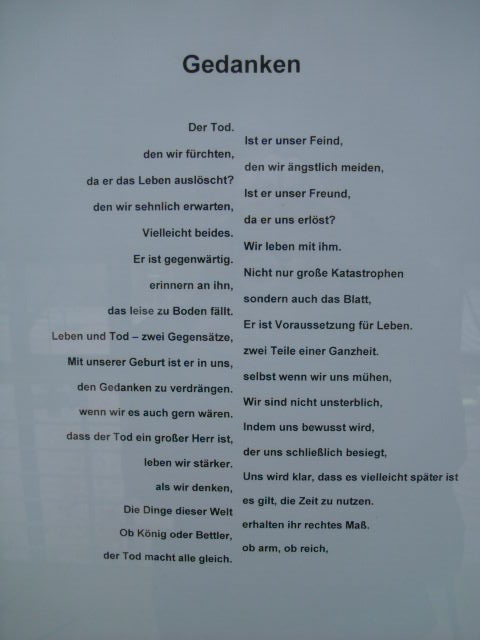 Gedanken
Der Tod.
Ist er unser Feind,
den wir fürchten,
den wir ängstlich meiden,
da er das Leben auslöscht?
Ist er unser Freund,
den wir sehnlich erwarten,
da er uns erlöst?
Vielleicht beides.
Wir leben mit ihm.
Er ist gegenwärtig.
Nicht nur große Katastrophen
erinnern an ihn,
sondern auch das Blatt,
das leise zu Boden fällt.
Er ist Voraussetzung für Leben.
Leben und Tod – zwei Gegensätze,
zwei Teile einer Ganzheit.
Mit unserer Geburt ist er in uns,
selbst wenn wir uns mühen,
den Gedanken zu verdrängen.
Wir sind nicht unsterblich,
wenn wir es auch gern wären.
Indem uns bewusst wird,
dass der Tod ein großer Herr ist,
der uns schließlich besiegt,
leben wir stärker.
Uns wird klar, dass es vielleicht später ist
als wir denken,
es gilt, die Zeit zu nutzen.
Die Dinge dieser Welt
erhalten ihr rechtes Maß.
Ob König oder Bettler,
ob arm, ob reich,
der Tod macht alle gleich.